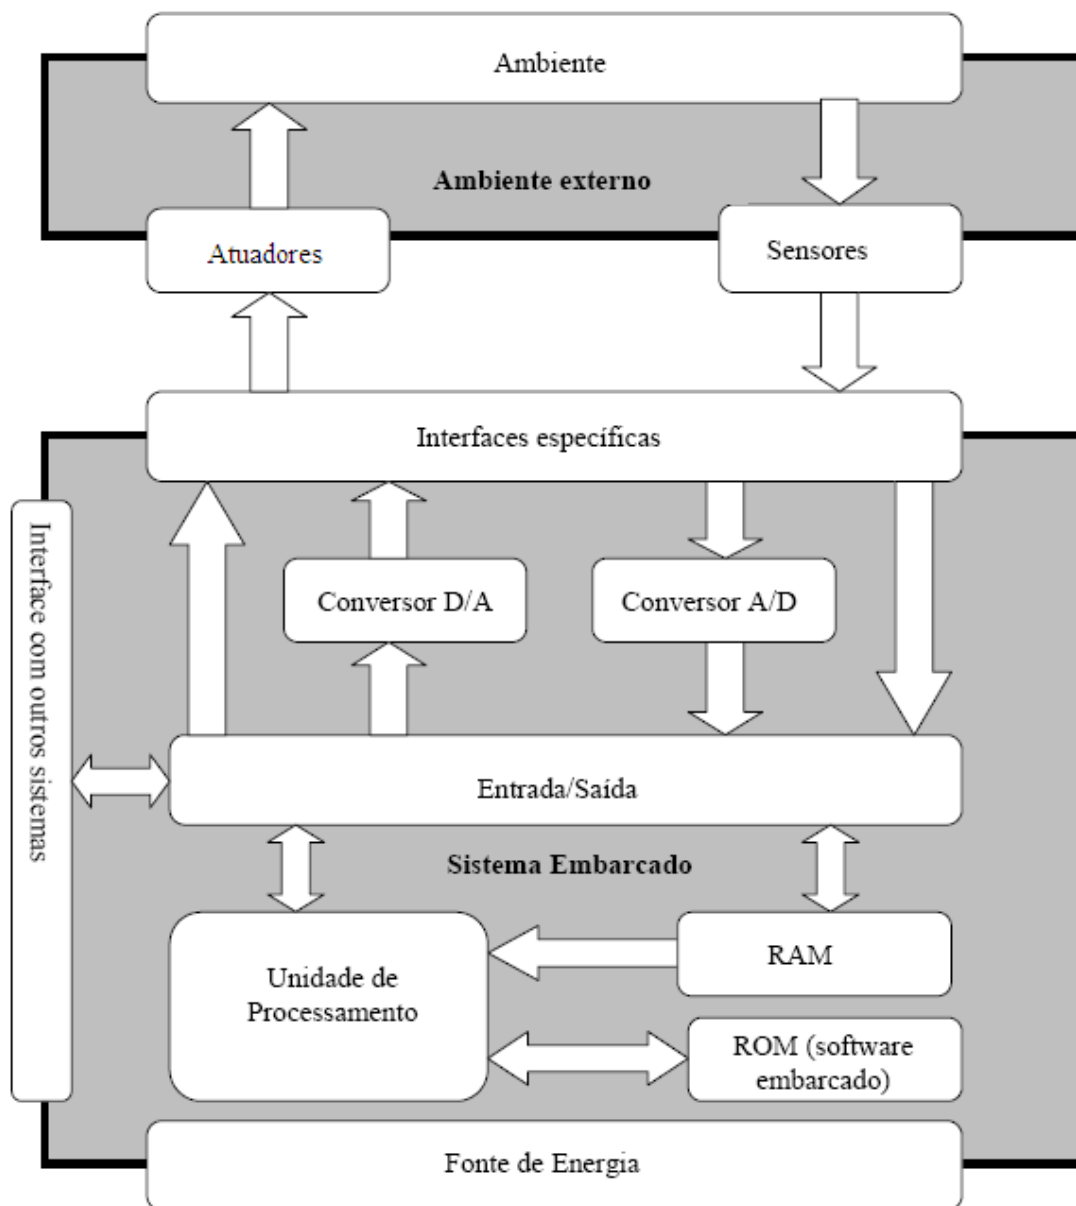 Ambiente
Ambiente externo
Atuadores
Sensores
Interfaces específicas
Interface com outros sistemas
Conversor D/A
Conversor A/D
Entrada/Saída
Sistema Embarcado
Unidade de
Processamento
RAM
ROM (software
embarcado)
Fonte de Energia